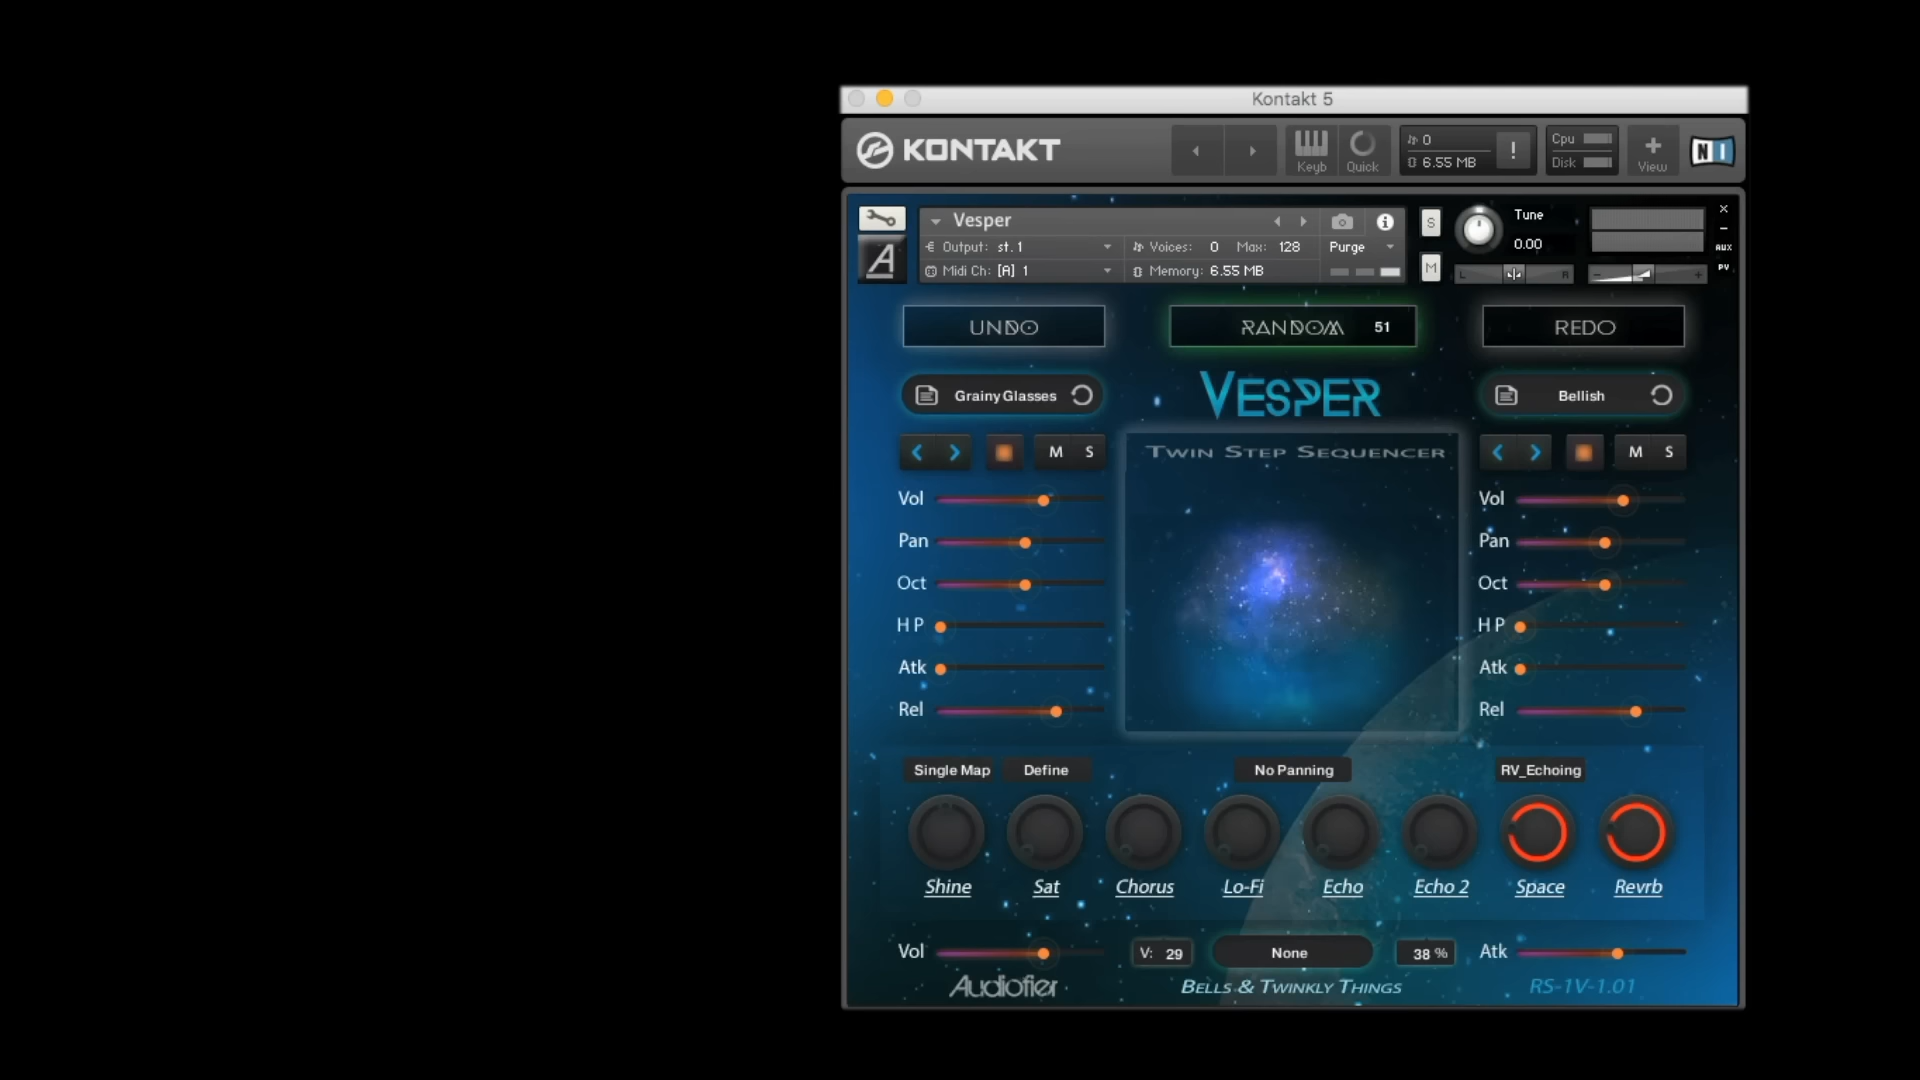 Kontakt 5
KONTAKT
Keyb
Quick
0
6.55 MB
!
Cpu
Disk
View
NI
Vesper
Output: st.1
Voices: 0 Max: 128
Purge
Midi Ch: [A] 1
Memory: 6.55 MB
S
M
Tune
0.00
L
R
AUX
PV
A
UNDO
RANDOM 51
REDO
Grainy Glasses
VESPER
Bellish
M S
TWIN STEP SEQUENCER
M S
Vol
Pan
Oct
H P
Atk
Rel
Vol
Pan
Oct
H P
Atk
Rel
Single Map
Define
No Panning
RV_Echoing
Shine
Sat
Chorus
Lo-Fi
Echo
Echo 2
Space
Revrb
Vol
V: 29
None
38 %
Atk
Audiofier
BELLS & TWINKLY THINGS
RS-1V-1.01